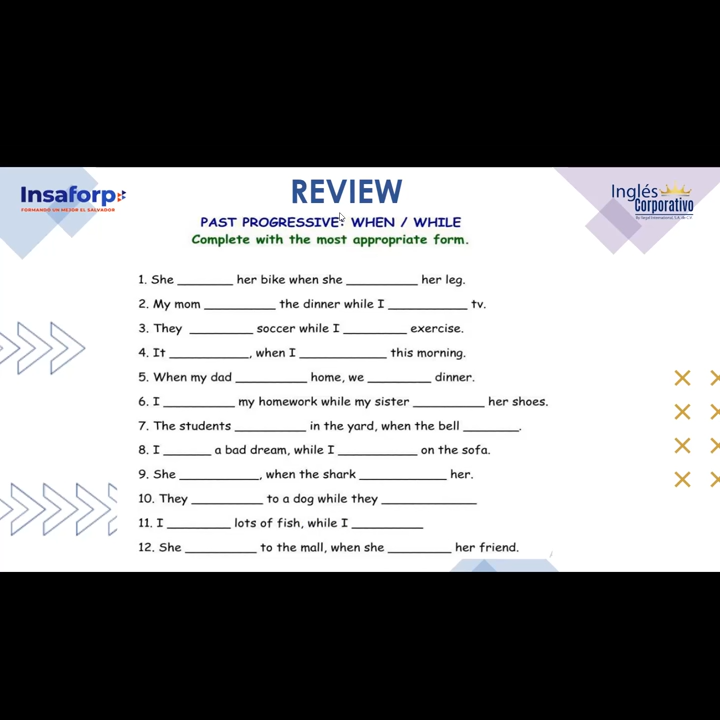 Insaforp
FORMANDO UN MEJOR EL SALVADOR
REVIEW
Inglés
Corporativo
PAST PROGRESSIVE: WHEN / WHILE
Complete with the most appropriate form.
1. She ________ her bike when she __________ her leg.
2. My mom __________ the dinner while I ___________ tv.
3. They _________ soccer while I _________ exercise.
4. It ___________, when I ____________ this morning.
5. When my dad __________ home, we _________ dinner.
6. I __________ my homework while my sister __________ her shoes.
7. The students __________ in the yard, when the bell ________.
8. I _______ a bad dream, while I ___________ on the sofa.
9. She ___________, when the shark ____________ her.
10. They __________ to a dog while they _____________
11. I _________ lots of fish, while I __________
12. She __________ to the mall, when she _________ her friend.